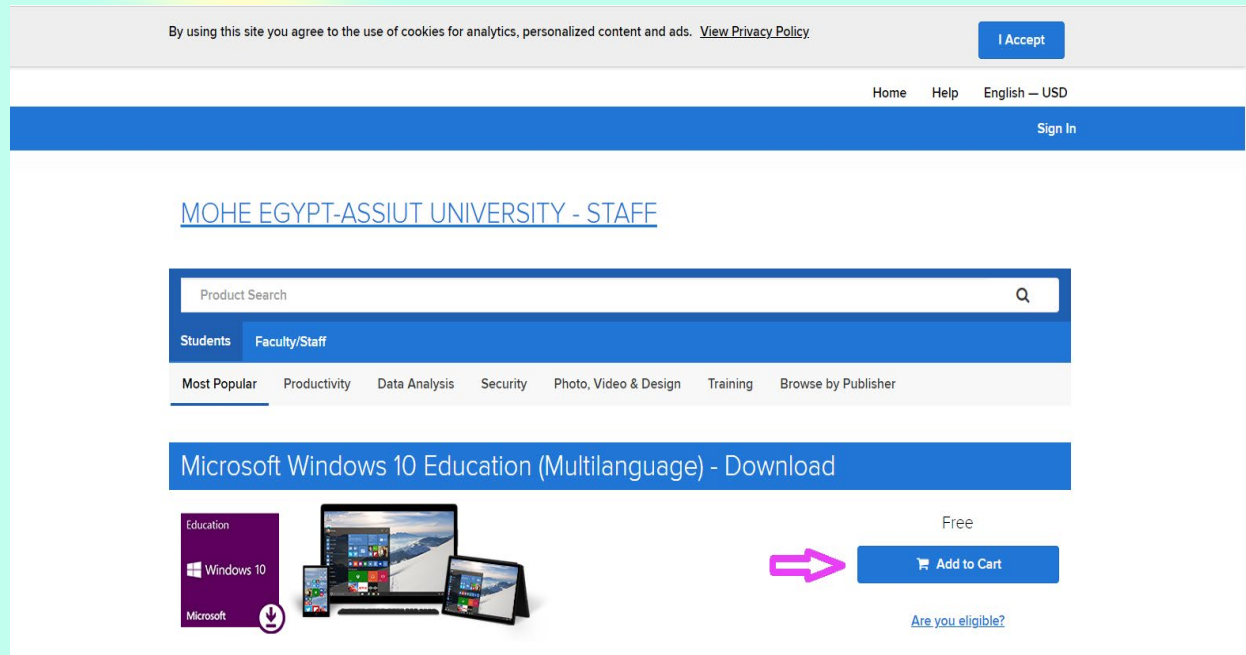 By using this site you agree to the use of cookies for analytics, personalized content and ads. View Privacy Policy
I Accept
Home Help English — USD
Sign In
MOHE EGYPT-ASSIUT UNIVERSITY - STAFF
Product Search
Students Faculty/Staff
Most Popular Productivity Data Analysis Security Photo, Video & Design Training Browse by Publisher
Microsoft Windows 10 Education (Multilanguage) - Download
Education
Windows 10
Microsoft
Free
Add to Cart
Are you eligible?